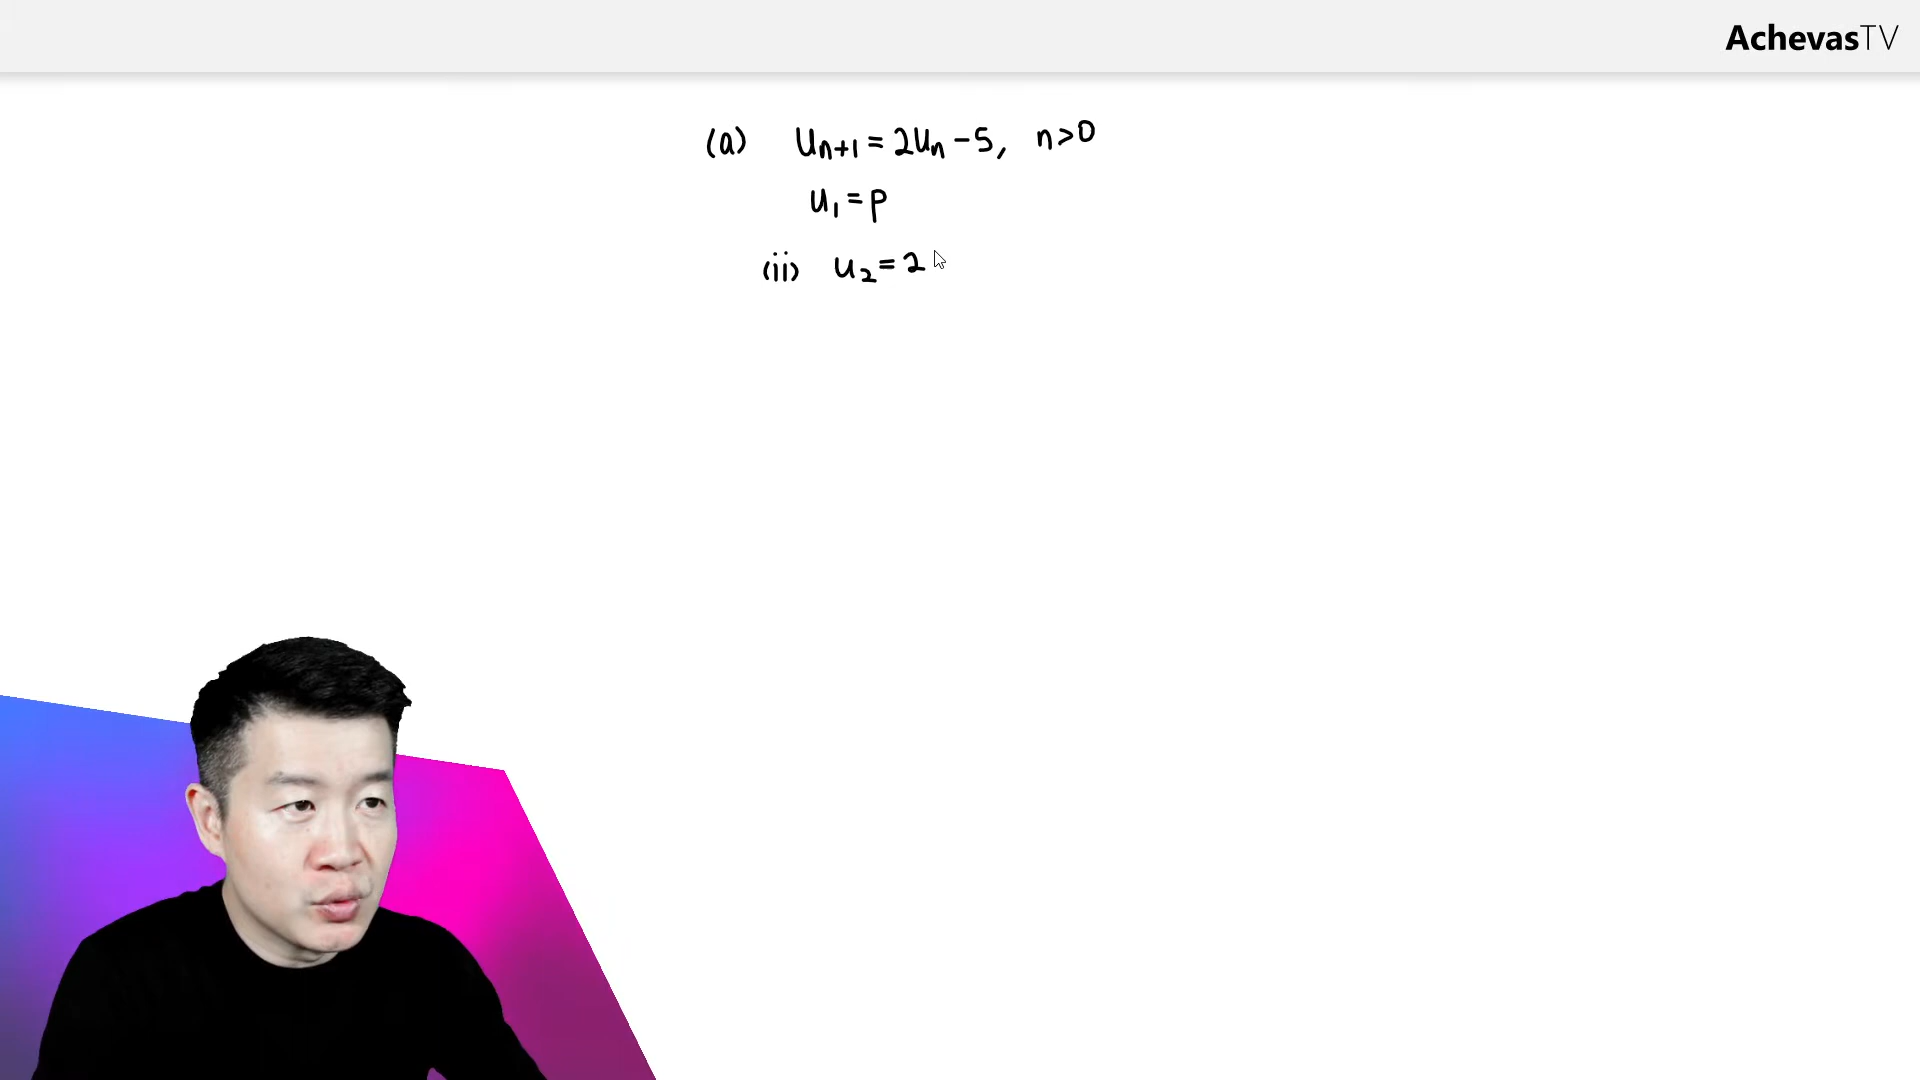 AchevasTV
(a) Uₙ₊₁ = 2Uₙ - 5, n>0
u₁ = p
(ii) u₂ = 2